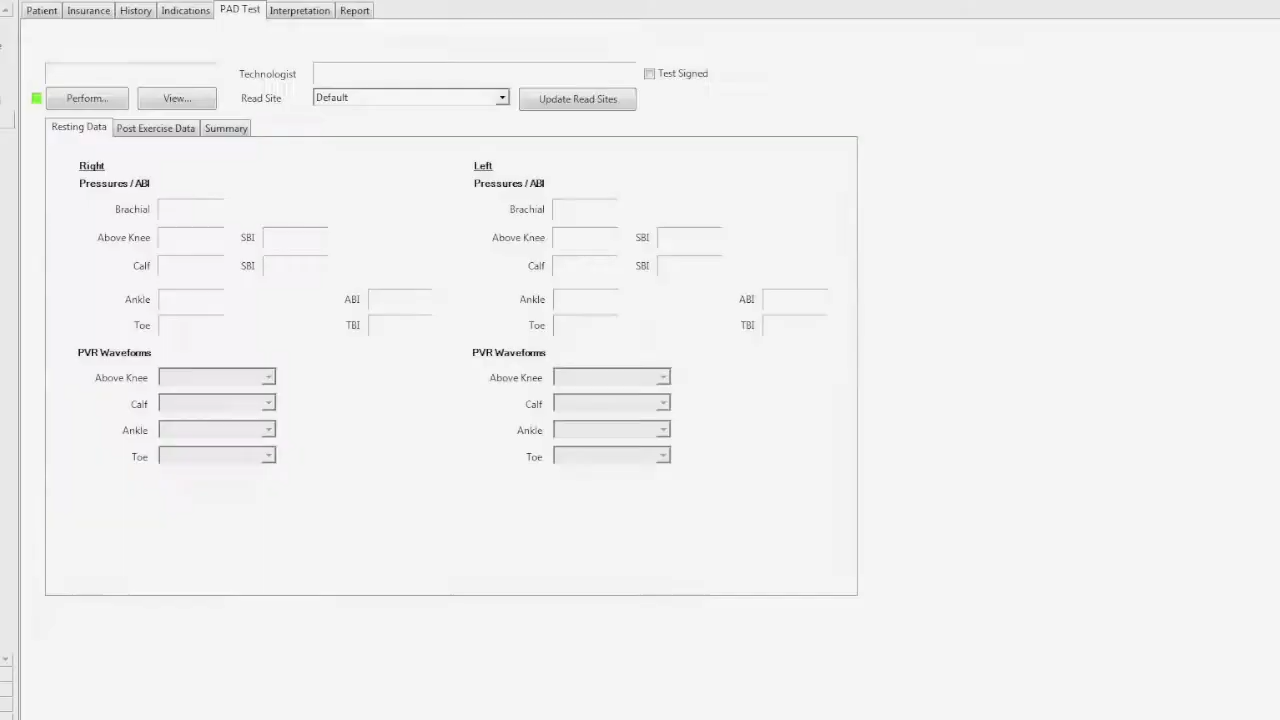 Patient Insurance History Indications PAD Test Interpretation Report
Technologist Test Signed
Perform... View... Read Site Default Update Read Sites
Resting Data Post Exercise Data Summary
Right Left
Pressures / ABI Pressures / ABI
Brachial Brachial
Above Knee SBI Above Knee SBI
Calf SBI Calf SBI
Ankle ABI Ankle ABI
Toe TBI Toe TBI
PVR Waveforms PVR Waveforms
Above Knee Above Knee
Calf Calf
Ankle Ankle
Toe Toe